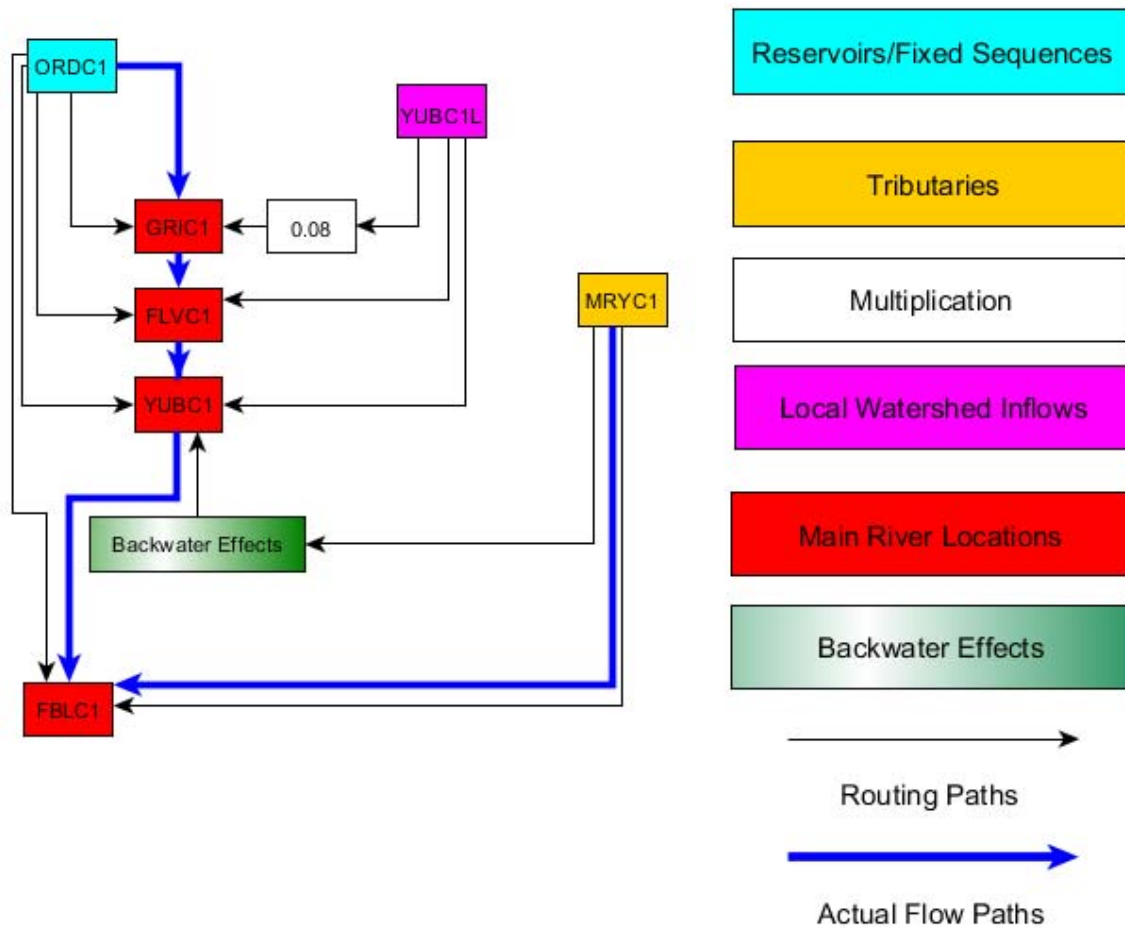 ORDC1
YUBC1L
GRIC1
0.08
FLVC1
MRYC1
YUBC1
Backwater Effects
FBLC1
Reservoirs/Fixed Sequences
Tributaries
Multiplication
Local Watershed Inflows
Main River Locations
Backwater Effects
Routing Paths
Actual Flow Paths